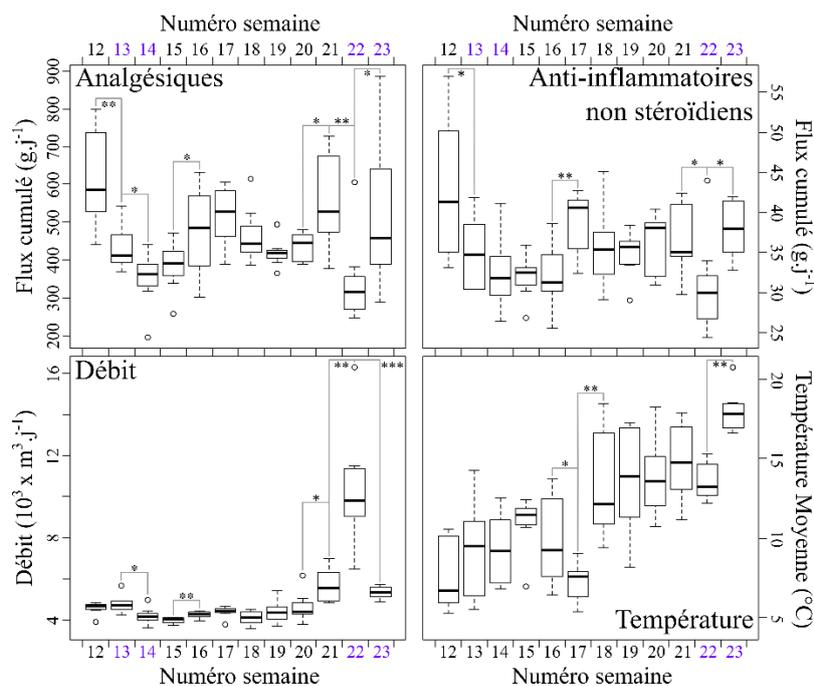 Numéro semaine
Numéro semaine
12 13 14 15 16 17 18 19 20 21 22 23
12 13 14 15 16 17 18 19 20 21 22 23
Analgésiques
Flux cumulé (g.j⁻¹)
900
800
700
600
500
400
300
200
** * * * ** *
Anti-inflammatoires
non stéroïdiens
Flux cumulé (g.j⁻¹)
55
50
45
40
35
30
25
* ** * *
Débit
Débit (10³ x m³.j⁻¹)
16
12
8
4
* ** * ** ***
Température
Température Moyenne (°C)
20
15
10
5
* ** **
12 13 14 15 16 17 18 19 20 21 22 23
12 13 14 15 16 17 18 19 20 21 22 23
Numéro semaine
Numéro semaine